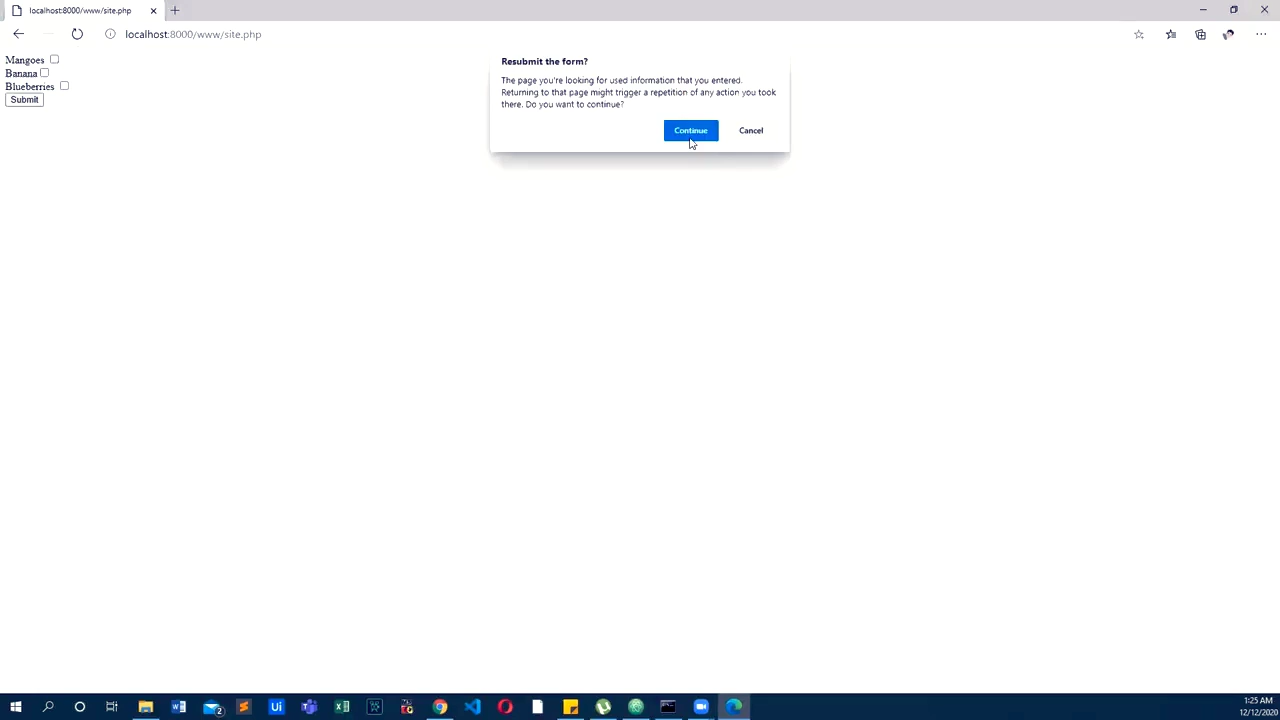 localhost:8000/www/site.php
localhost:8000/www/site.php
Mangoes
Banana
Blueberries
Submit
Resubmit the form?
The page you're looking for used information that you entered.
Returning to that page might trigger a repetition of any action you took
there. Do you want to continue?
Continue Cancel
1:25 AM
12/12/2020